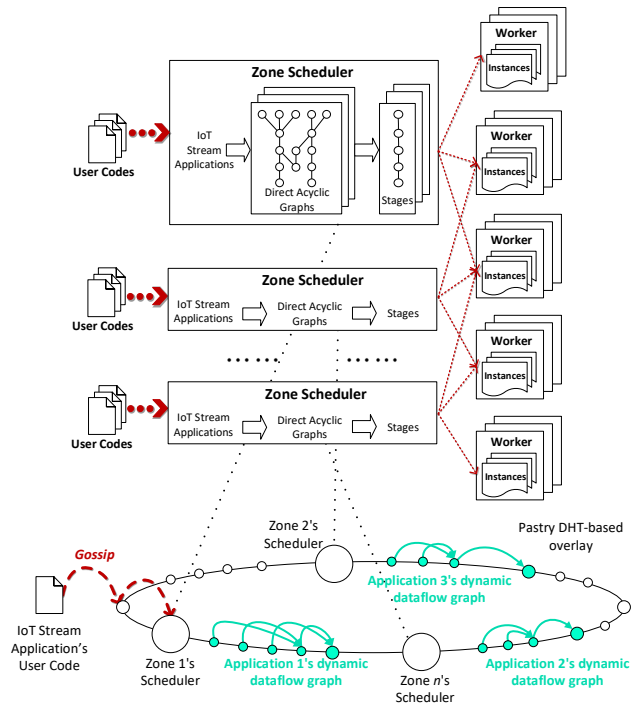 Zone Scheduler
IoT
Stream
Applications
Direct Acyclic
Graphs
Stages
User Codes
Worker
Instances
Worker
Instances
Worker
Instances
Worker
Instances
Worker
Instances
Zone Scheduler
IoT Stream
Applications
Direct Acyclic
Graphs
Stages
User Codes
Zone Scheduler
IoT Stream
Applications
Direct Acyclic
Graphs
Stages
User Codes
Gossip
IoT Stream
Application's
User Code
Zone 2's
Scheduler
Pastry DHT-based
overlay
Application 3's dynamic
dataflow graph
Zone 1's
Scheduler
Application 1's dynamic
dataflow graph
Zone n's
Scheduler
Application 2's dynamic
dataflow graph